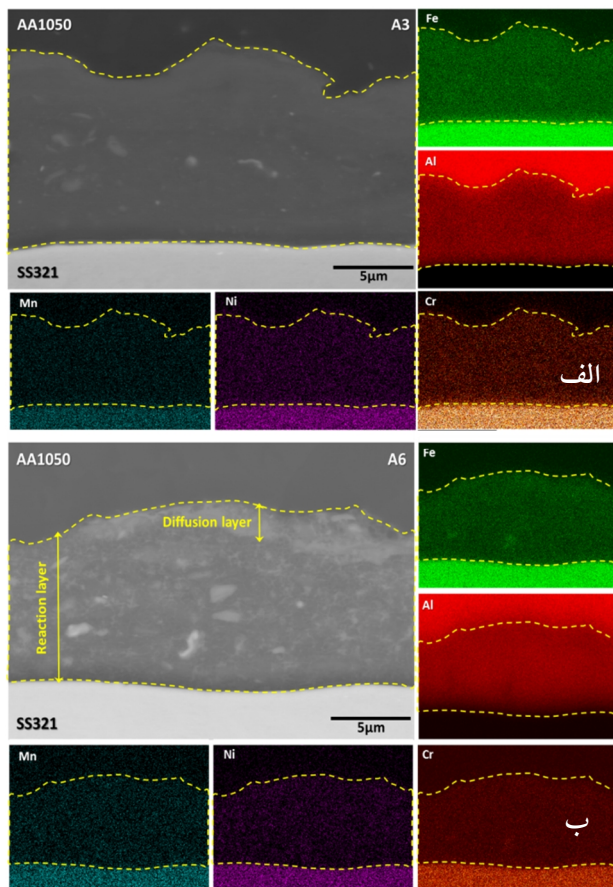 AA1050 A3
SS321 5µm
Fe
Al
Mn Ni Cr
الف
AA1050 A6
Diffusion layer
Reaction layer
SS321 5µm
Fe
Al
Mn Ni Cr
ب